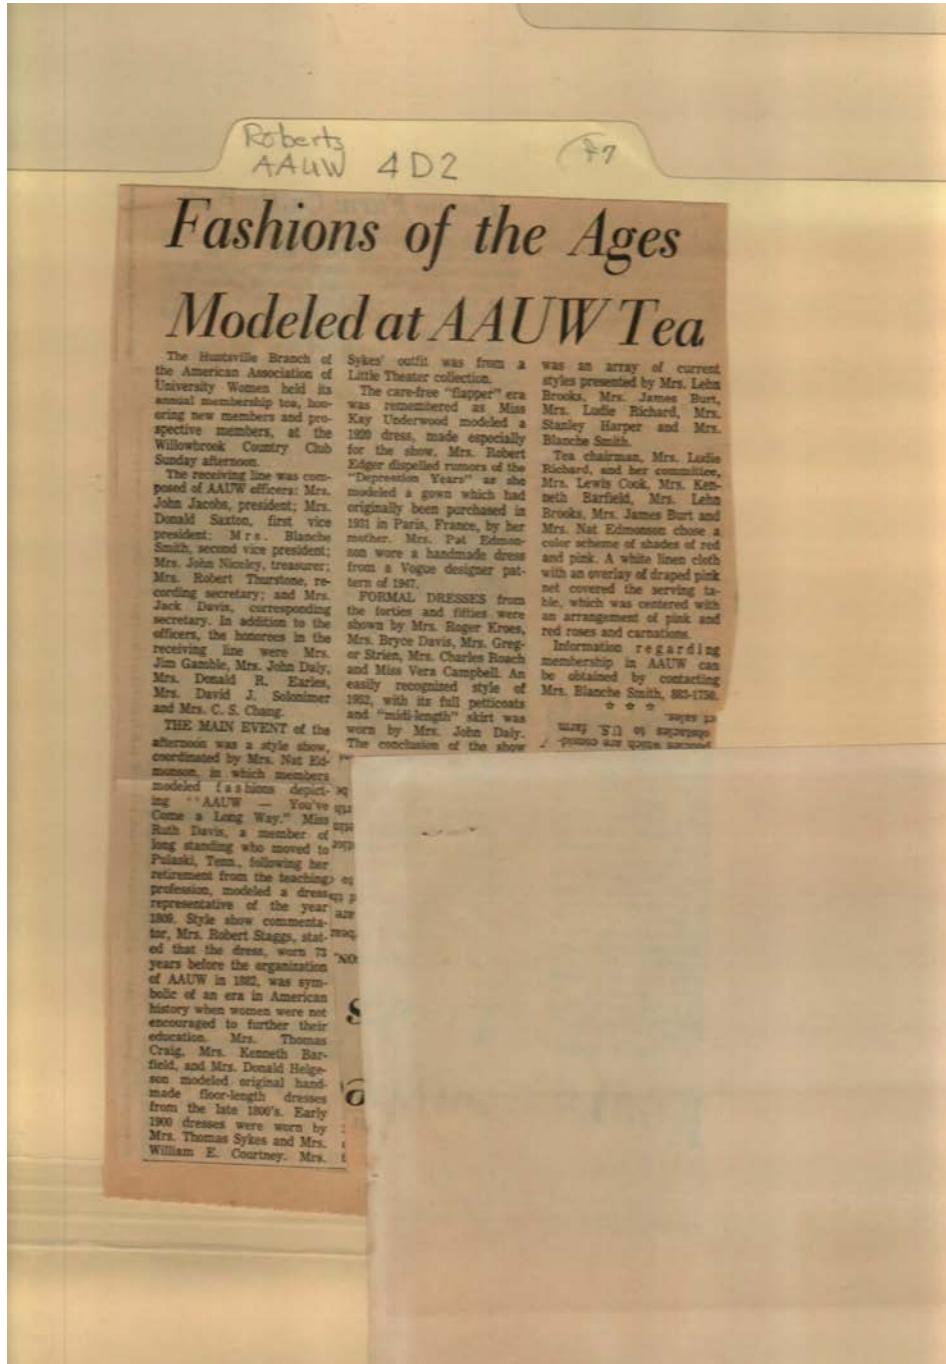 Roberts
AAUW 4D2
Fashions of the Ages
Modeled at AAUW Tea
The Huntsville Branch of
the American Association of
University Women held its
annual membership tea, hon-
oring new members and pro-
spective members, at the
Willowbrook Country Club
Sunday afternoon.
The receiving line was com-
posed of AAUW officers: Mrs.
John Jacobs, president; Mrs.
Donald Saxton, first vice
president; Mrs. Blanche
Smith, second vice president;
Mrs. John Niceley, treasurer;
Mrs. Robert Thurstone, re-
cording secretary; and Mrs.
Jack Davis, corresponding
secretary. In addition to the
officers, the honorees in the
receiving line were Mrs.
Jim Gamble, Mrs. John Daly,
Mrs. Donald R. Earles,
Mrs. David J. Solonimer
and Mrs. C. S. Chang.
THE MAIN EVENT of the
afternoon was a style show,
coordinated by Mrs. Nat Ed-
monson, in which members
modeled fashions depict-
ing "AAUW — You've
Come a Long Way." Miss
Ruth Davis, a member of
long standing who moved to
Pulaski, Tenn., following her
retirement from the teaching
profession, modeled a dress
representative of the year
1809. Style show commenta-
tor, Mrs. Robert Staggs, stat-
ed that the dress, worn 73
years before the organization
of AAUW in 1882, was sym-
bolic of an era in American
history when women were not
encouraged to further their
education. Mrs. Thomas
Craig, Mrs. Kenneth Bar-
field, and Mrs. Donald Helge-
son modeled original hand-
made floor-length dresses
from the late 1800's. Early
1900 dresses were worn by
Mrs. Thomas Sykes and Mrs.
William E. Courtney. Mrs.
Sykes' outfit was from a
Little Theater collection.
The care-free "flapper" era
was remembered as Miss
Kay Underwood modeled a
1920 dress, made especially
for the show. Mrs. Robert
Edger dispelled rumors of the
"Depression Years" as she
modeled a gown which had
originally been purchased in
1931 in Paris, France, by her
mother. Mrs. Pat Edmon-
son wore a handmade dress
from a Vogue designer pat-
tern of 1947.
FORMAL DRESSES from
the forties and fifties were
shown by Mrs. Roger Kroes,
Mrs. Bryce Davis, Mrs. Greg-
or Strien, Mrs. Charles Roach
and Miss Vera Campbell. An
easily recognized style of
1952, with its full petticoats
and "midi-length" skirt was
worn by Mrs. John Daly.
The conclusion of the show
was an array of current
styles presented by Mrs. Lehn
Brooks, Mrs. James Burt,
Mrs. Ludie Richard, Mrs.
Stanley Harper and Mrs.
Blanche Smith.
Tea chairman, Mrs. Ludie
Richard, and her committee,
Mrs. Lewis Cook, Mrs. Ken-
neth Barfield, Mrs. Lehn
Brooks, Mrs. James Burt and
Mrs. Nat Edmonson chose a
color scheme of shades of red
and pink. A white linen cloth
with an overlay of draped pink
net covered the serving ta-
ble, which was centered with
an arrangement of pink and
red roses and carnations.
Information regarding
membership in AAUW can
be obtained by contacting
Mrs. Blanche Smith, 883-1750.
ct sales.
obstacles to U.S. farm